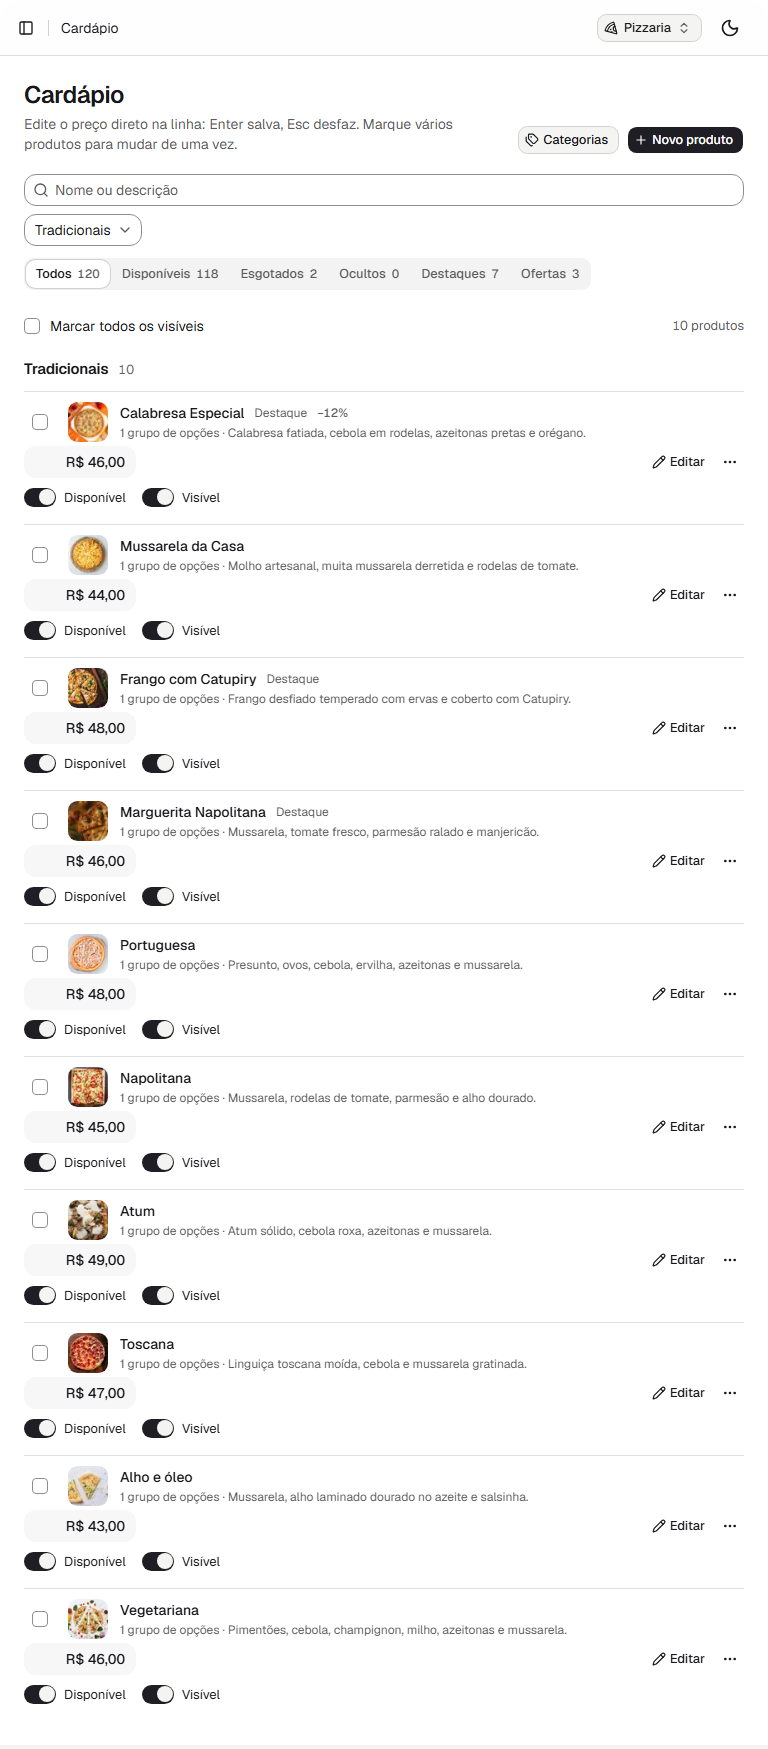 Cardápio
Pizzaria
Cardápio
Edite o preço direto na linha: Enter salva, Esc desfaz. Marque vários
produtos para mudar de uma vez.
Categorias
Novo produto
Nome ou descrição
Tradicionais
Todos 120 Disponíveis 118 Esgotados 2 Ocultos 0 Destaques 7 Ofertas 3
Marcar todos os visíveis
10 produtos
Tradicionais 10
Calabresa Especial Destaque −12%
1 grupo de opções · Calabresa fatiada, cebola em rodelas, azeitonas pretas e orégano.
R$ 46,00 Editar
Disponível Visível
Mussarela da Casa
1 grupo de opções · Molho artesanal, muita mussarela derretida e rodelas de tomate.
R$ 44,00 Editar
Disponível Visível
Frango com Catupiry Destaque
1 grupo de opções · Frango desfiado temperado com ervas e coberto com Catupiry.
R$ 48,00 Editar
Disponível Visível
Marguerita Napolitana Destaque
1 grupo de opções · Mussarela, tomate fresco, parmesão ralado e manjericão.
R$ 46,00 Editar
Disponível Visível
Portuguesa
1 grupo de opções · Presunto, ovos, cebola, ervilha, azeitonas e mussarela.
R$ 48,00 Editar
Disponível Visível
Napolitana
1 grupo de opções · Mussarela, rodelas de tomate, parmesão e alho dourado.
R$ 45,00 Editar
Disponível Visível
Atum
1 grupo de opções · Atum sólido, cebola roxa, azeitonas e mussarela.
R$ 49,00 Editar
Disponível Visível
Toscana
1 grupo de opções · Linguiça toscana moída, cebola e mussarela gratinada.
R$ 47,00 Editar
Disponível Visível
Alho e óleo
1 grupo de opções · Mussarela, alho laminado dourado no azeite e salsinha.
R$ 43,00 Editar
Disponível Visível
Vegetariana
1 grupo de opções · Pimentões, cebola, champignon, milho, azeitonas e mussarela.
R$ 46,00 Editar
Disponível Visível